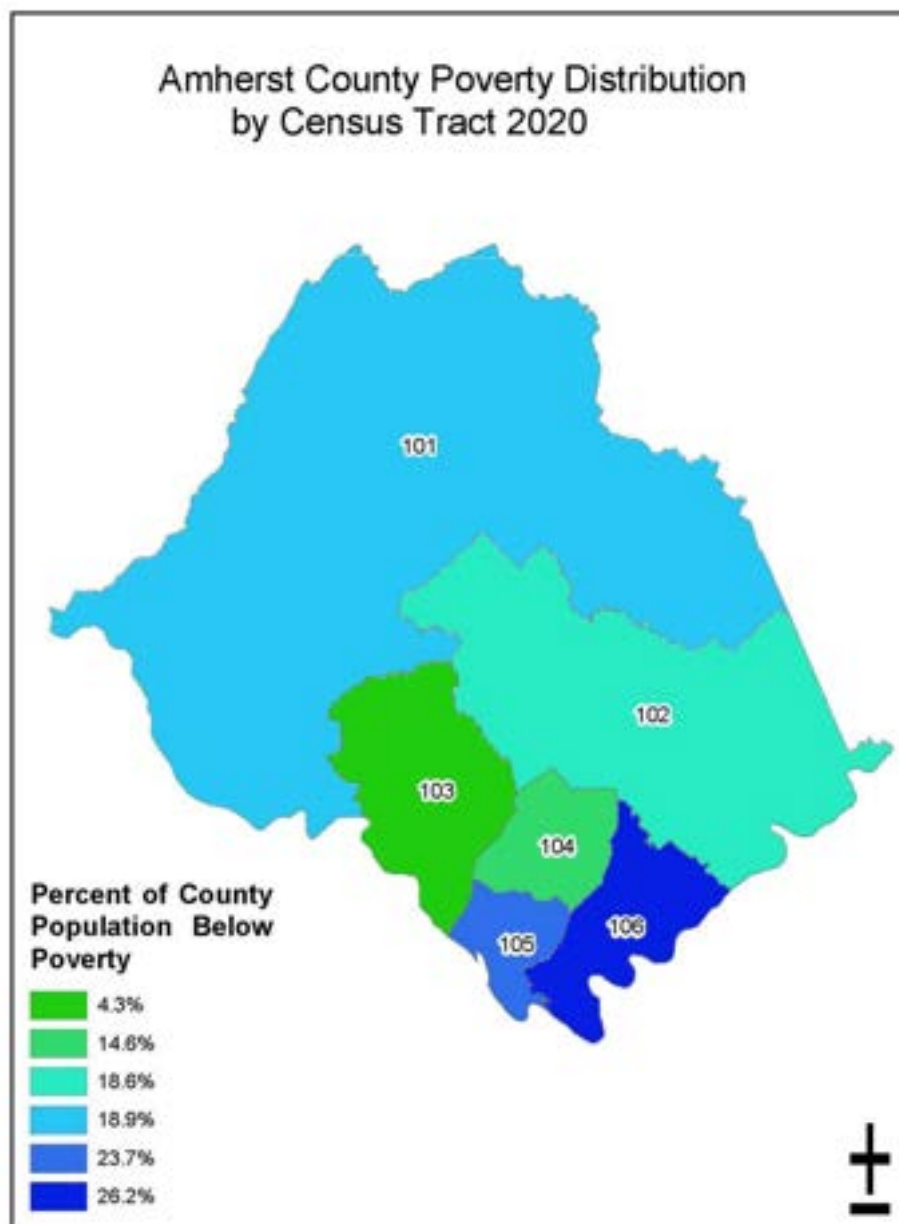 Amherst County Poverty Distribution
by Census Tract 2020
101
102
103
104
105
106
Percent of County
Population Below
Poverty
4.3%
14.6%
18.6%
18.9%
23.7%
26.2%